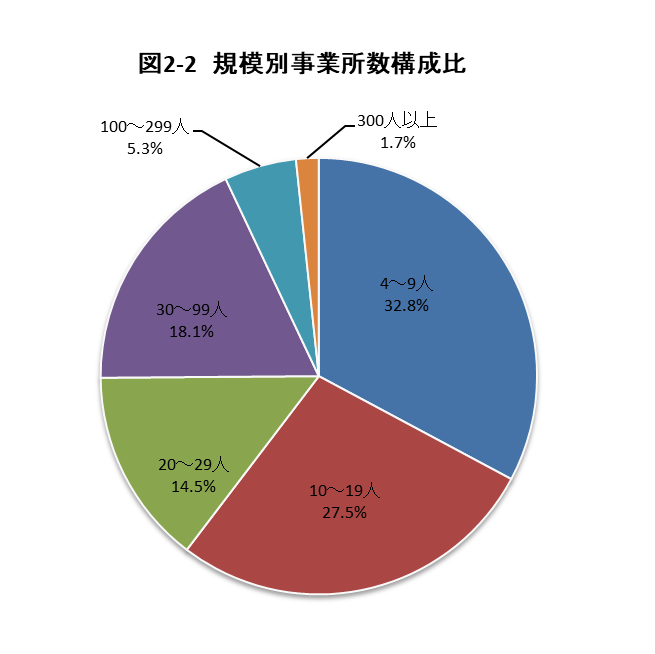 図2-2 規模別事業所数構成比
100～299人
5.3%
300人以上
1.7%
4～9人
32.8%
30～99人
18.1%
20～29人
14.5%
10～19人
27.5%